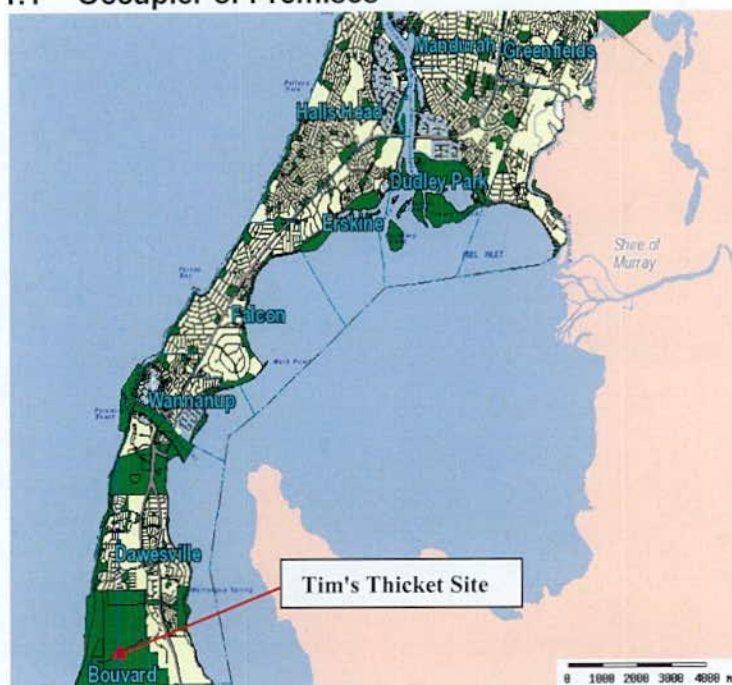 Occupier of Premises
Mandurah
Greenfields
Halls Head
Dudley Park
Erskine
Shire of
Murray
Falcon
Wannanup
Dawesville
Tim's Thicket Site
Bouvard
0 1000 2000 3000 4000 M